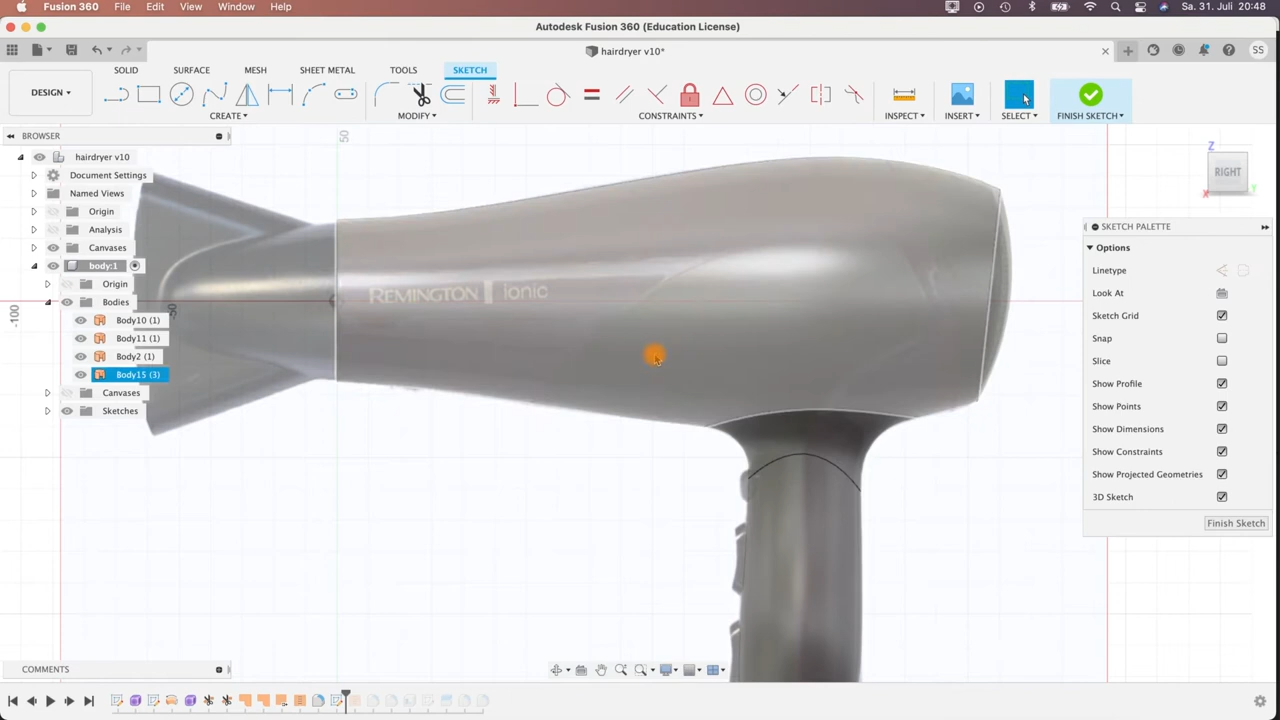 Fusion 360 File Edit View Window Help Sa. 31. Juli 20:48
Autodesk Fusion 360 (Education License)
hairdryer v10* SS
SOLID SURFACE MESH SHEET METAL TOOLS SKETCH
DESIGN ▾
CREATE ▾ MODIFY ▾ CONSTRAINTS ▾ INSPECT ▾ INSERT ▾ SELECT ▾ FINISH SKETCH ▾
BROWSER
50
hairdryer v10
Document Settings
Named Views
Origin
Analysis
Canvases
body:1
Origin
Bodies
Body10 (1)
Body11 (1)
Body2 (1)
Body15 (3)
Canvases
Sketches
-100
-50
REMINGTON ionic
Z
RIGHT
X Y
SKETCH PALETTE
Options
Linetype
Look At
Sketch Grid
Snap
Slice
Show Profile
Show Points
Show Dimensions
Show Constraints
Show Projected Geometries
3D Sketch
Finish Sketch
COMMENTS